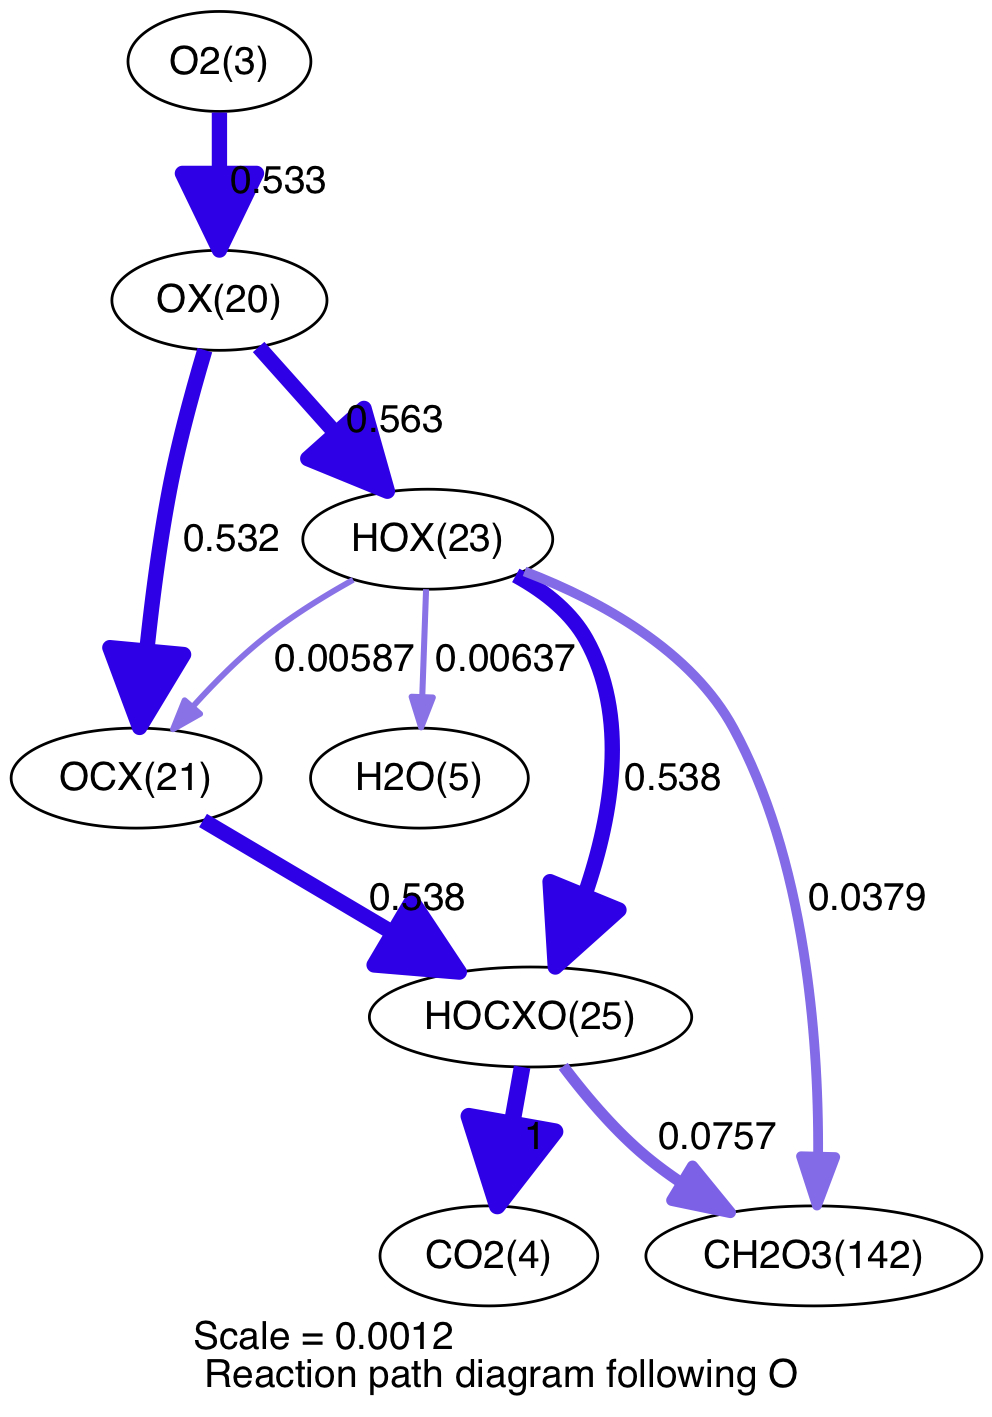 O2(3)
0.533
OX(20)
0.563
0.532
HOX(23)
0.00587
0.00637
OCX(21)
H2O(5)
0.538
0.538
0.0379
HOCXO(25)
1
0.0757
CO2(4)
CH2O3(142)
Scale = 0.0012
Reaction path diagram following O